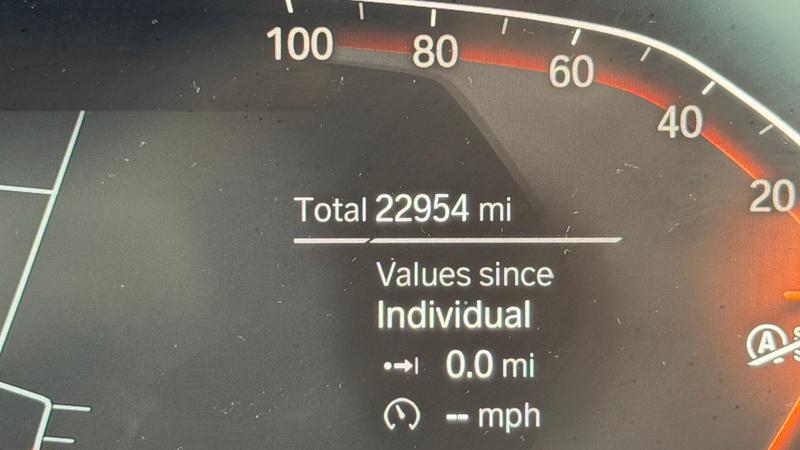 100 80 60 40 20
Total 22954 mi
Values since
Individual
0.0 mi
-- mph
A